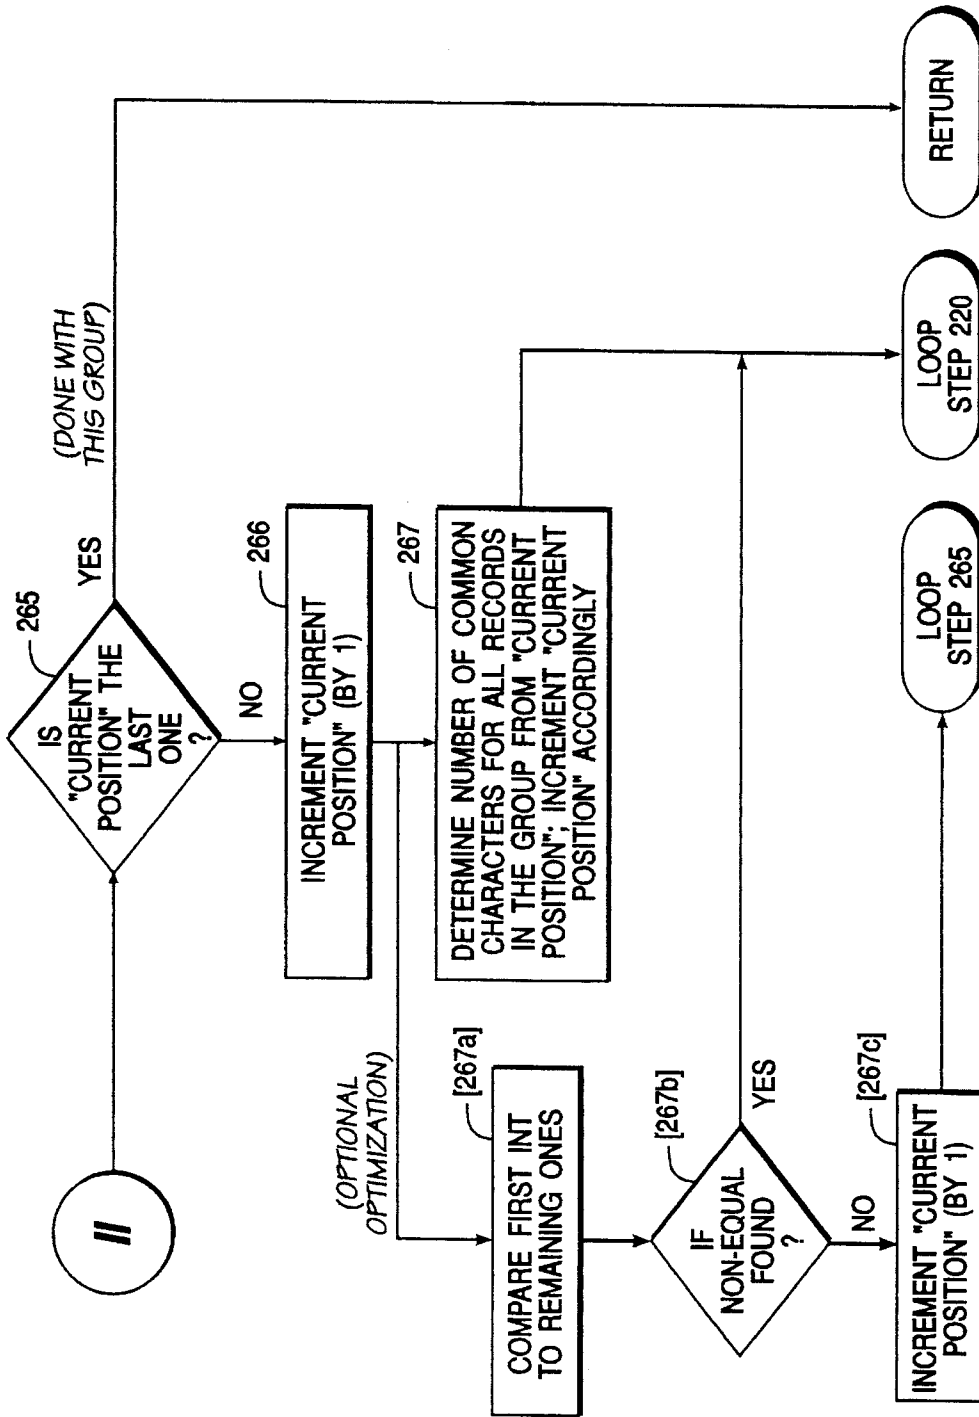 II
IS
"CURRENT
POSITION" THE
LAST
ONE
?
265
YES
(DONE WITH
THIS GROUP)
NO
INCREMENT "CURRENT
POSITION" (BY 1)
266
(OPTIONAL
OPTIMIZATION)
DETERMINE NUMBER OF COMMON
CHARACTERS FOR ALL RECORDS
IN THE GROUP FROM "CURRENT
POSITION"; INCREMENT "CURRENT
POSITION" ACCORDINGLY
267
COMPARE FIRST INT
TO REMAINING ONES
[267a]
IF
NON-EQUAL
FOUND
?
[267b]
YES
NO
INCREMENT "CURRENT
POSITION" (BY 1)
[267c]
LOOP
STEP 265
LOOP
STEP 220
RETURN